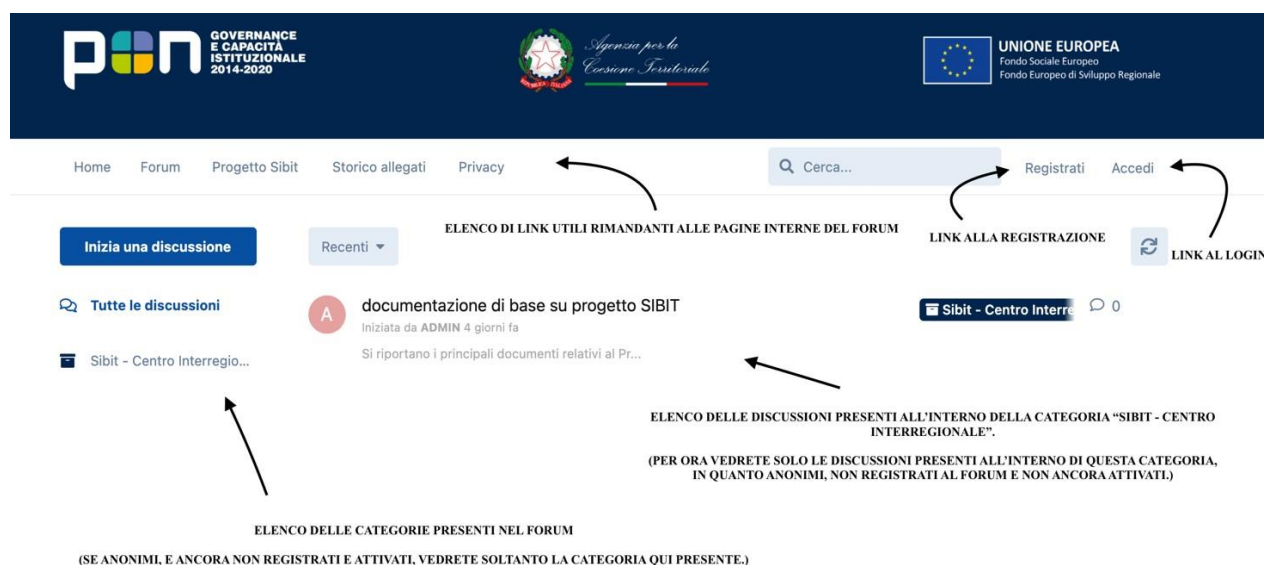 pon
GOVERNANCE
E CAPACITÀ
ISTITUZIONALE
2014-2020
Agenzia per la
Coesione Territoriale
UNIONE EUROPEA
Fondo Sociale Europeo
Fondo Europeo di Sviluppo Regionale
Home Forum Progetto Sibit Storico allegati Privacy
Cerca...
Registrati Accedi
ELENCO DI LINK UTILI RIMANDANTI ALLE PAGINE INTERNE DEL FORUM
LINK ALLA REGISTRAZIONE
LINK AL LOGIN
Inizia una discussione
Recenti
Tutte le discussioni
A
documentazione di base su progetto SIBIT
Iniziata da ADMIN 4 giorni fa
Si riportano i principali documenti relativi al Pr...
Sibit - Centro Interre
0
Sibit - Centro Interregio...
ELENCO DELLE DISCUSSIONI PRESENTI ALL'INTERNO DELLA CATEGORIA “SIBIT - CENTRO
INTERREGIONALE”.
(PER ORA VEDRETE SOLO LE DISCUSSIONI PRESENTI ALL'INTERNO DI QUESTA CATEGORIA,
IN QUANTO ANONIMI, NON REGISTRATI AL FORUM E NON ANCORA ATTIVATI.)
ELENCO DELLE CATEGORIE PRESENTI NEL FORUM
(SE ANONIMI, E ANCORA NON REGISTRATI E ATTIVATI, VEDRETE SOLTANTO LA CATEGORIA QUI PRESENTE.)